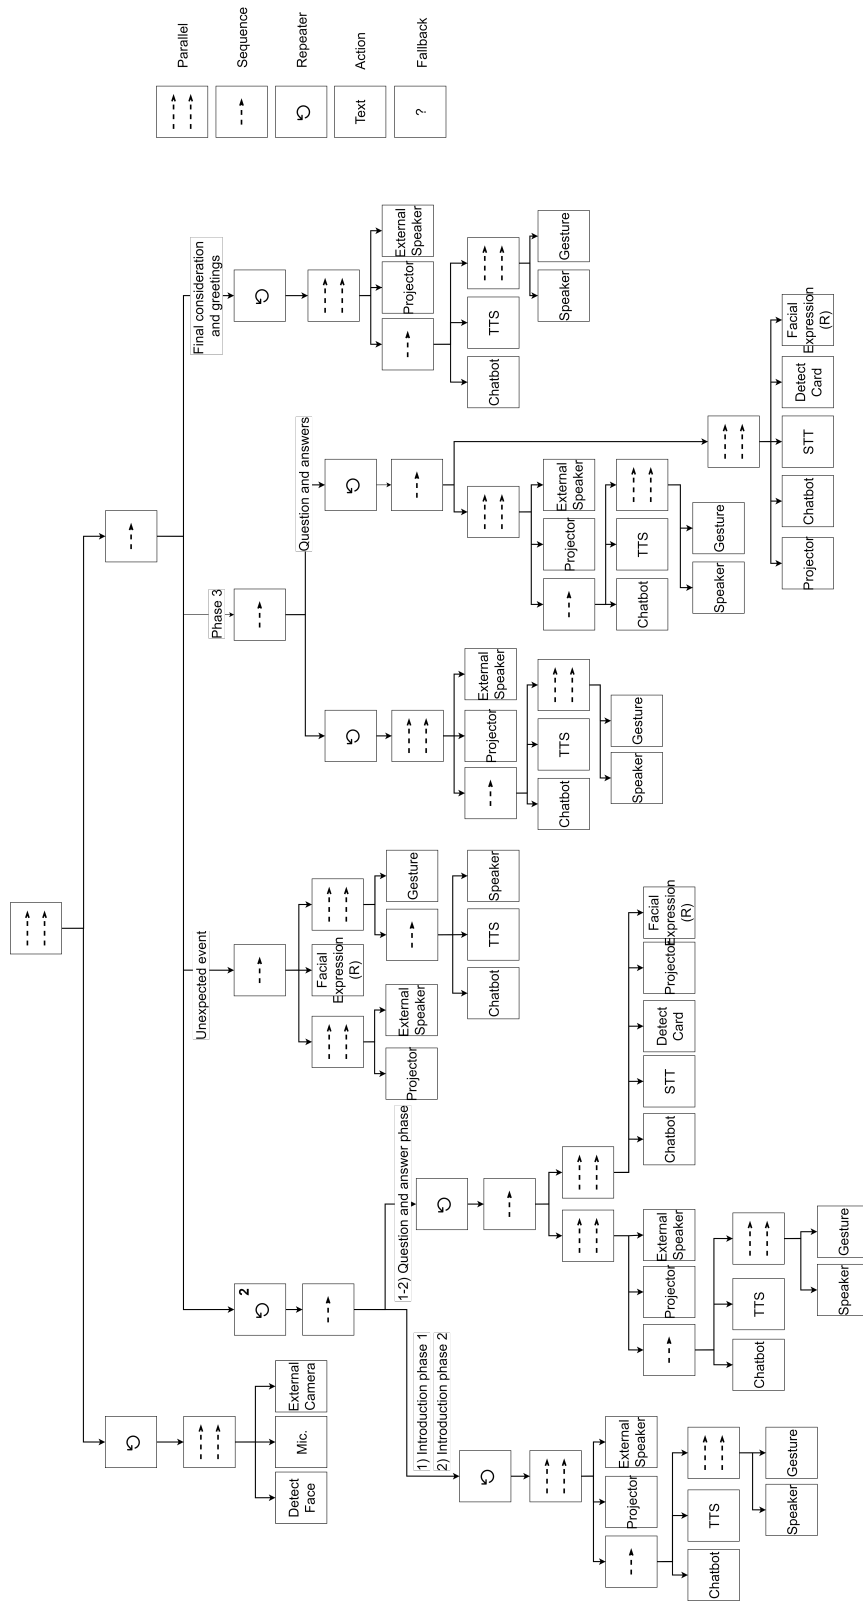 Parallel
Sequence
Repeater
Text
Action
?
Fallback
Detect
Face
Mic.
External
Camera
2
1) Introduction phase 1
2) Introduction phase 2
Projector
External
Speaker
Chatbot
TTS
Speaker
Gesture
1-2) Question and answer phase
Projector
External
Speaker
Chatbot
TTS
Speaker
Gesture
Chatbot
STT
Detect
Card
Projector
Facial
Expression
(R)
Unexpected event
Projector
External
Speaker
Facial
Expression
(R)
Gesture
Chatbot
TTS
Speaker
Phase 3
Projector
External
Speaker
Chatbot
TTS
Speaker
Gesture
Question and answers
Projector
External
Speaker
Chatbot
TTS
Speaker
Gesture
Projector
Chatbot
STT
Detect
Card
Facial
Expression
(R)
Final consideration
and greetings
Projector
External
Speaker
Chatbot
TTS
Speaker
Gesture